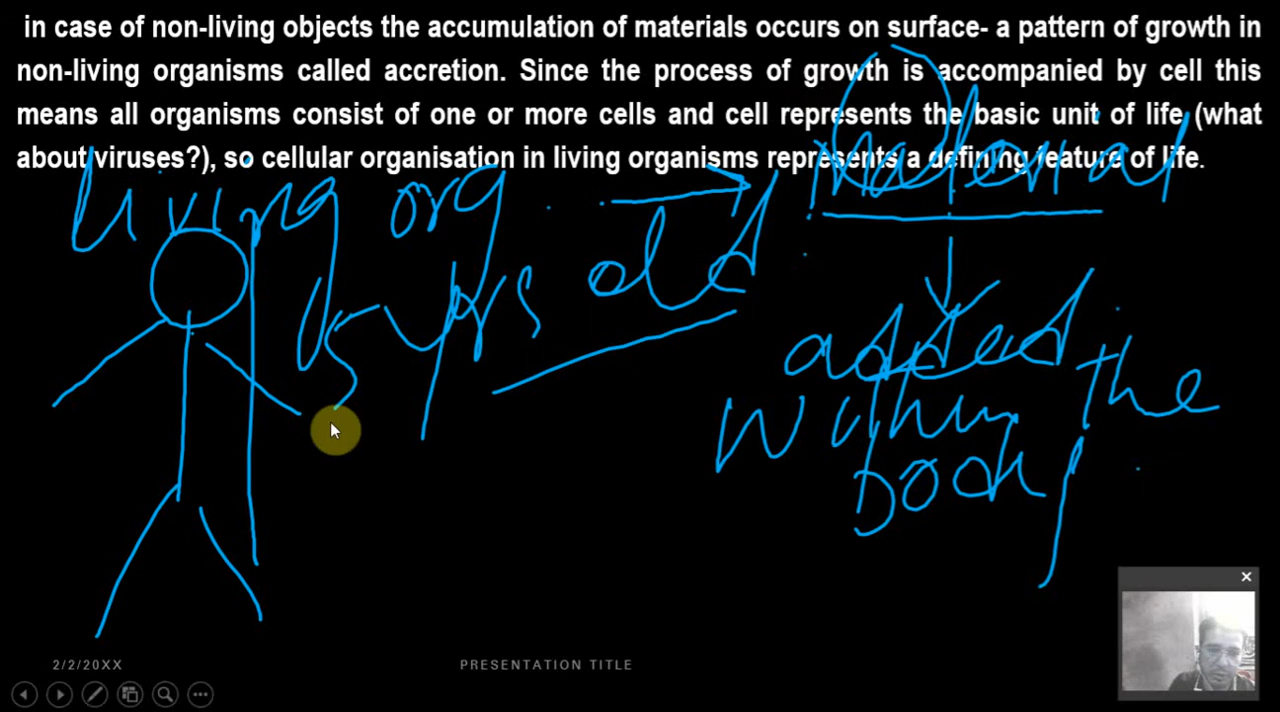 in case of non-living objects the accumulation of materials occurs on surface- a pattern of growth in
non-living organisms called accretion. Since the process of growth is accompanied by cell this
means all organisms consist of one or more cells and cell represents the basic unit of life (what
about viruses?), so cellular organisation in living organisms represents a defining feature of life.
living org
material
yrs old
added
within the
body
2/2/20XX
PRESENTATION TITLE